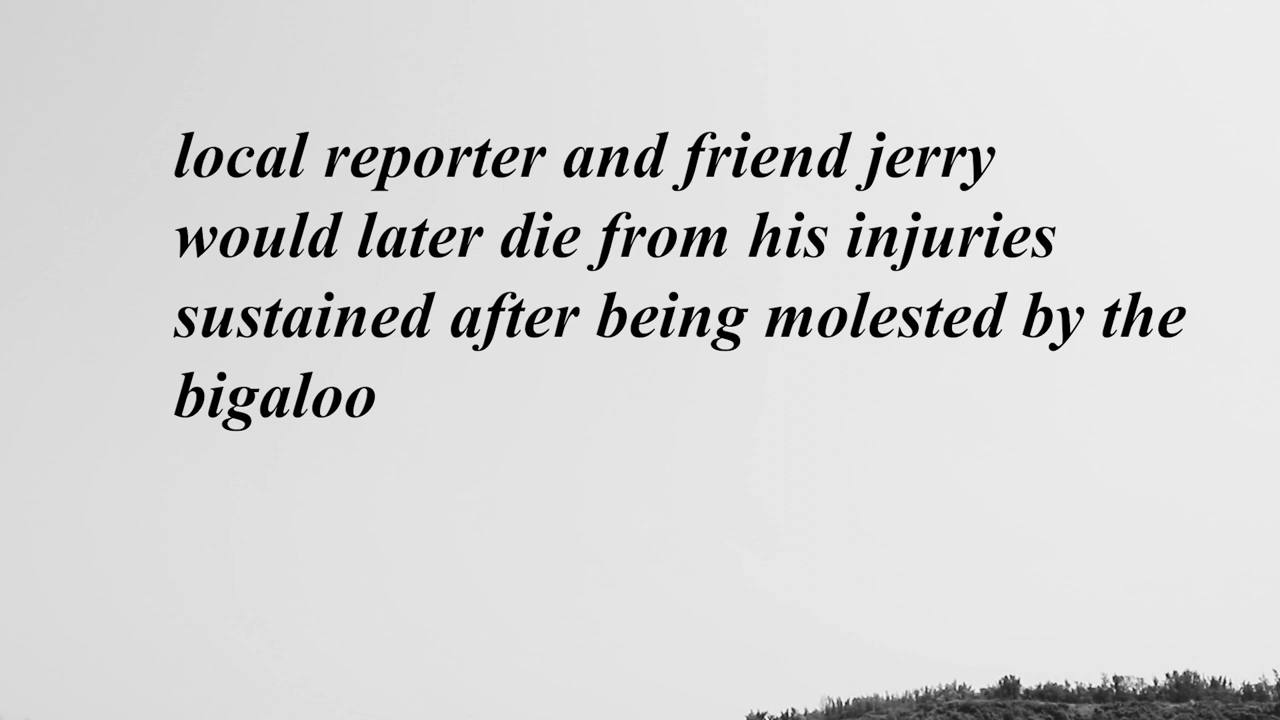 local reporter and friend jerry
would later die from his injuries
sustained after being molested by the
bigaloo